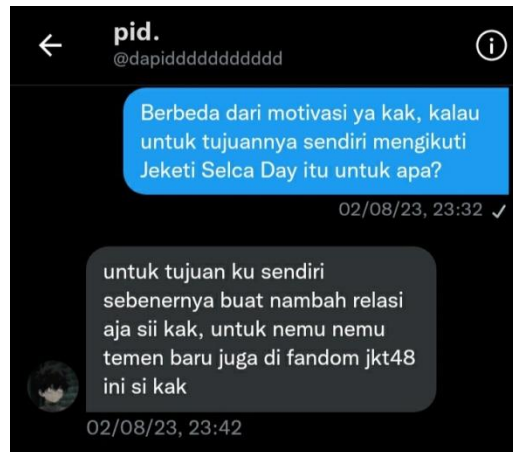 pid.
@dapiddddddddddd
Berbeda dari motivasi ya kak, kalau
untuk tujuannya sendiri mengikuti
Jeketi Selca Day itu untuk apa?
02/08/23, 23:32
untuk tujuan ku sendiri
sebenernya buat nambah relasi
aja sii kak, untuk nemu nemu
temen baru juga di fandom jkt48
ini si kak
02/08/23, 23:42